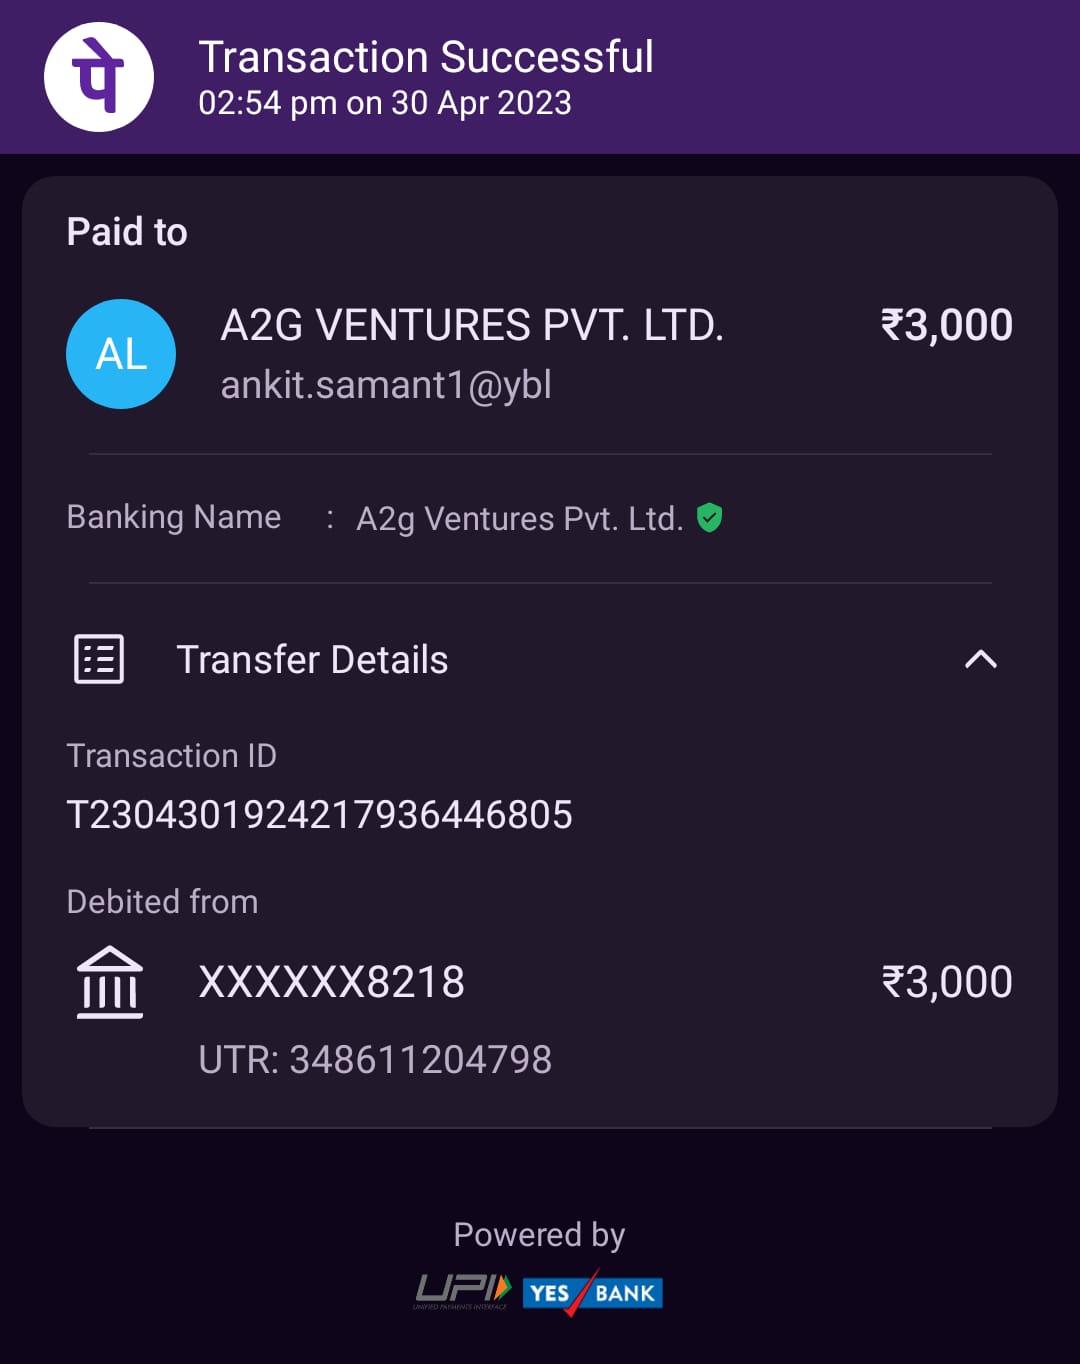 पे
Transaction Successful
02:54 pm on 30 Apr 2023
Paid to
AL
A2G VENTURES PVT. LTD.
₹3,000
ankit.samant1@ybl
Banking Name : A2g Ventures Pvt. Ltd.
Transfer Details
Transaction ID
T2304301924217936446805
Debited from
XXXXXX8218
₹3,000
UTR: 348611204798
Powered by
UPI
UNIFIED PAYMENTS INTERFACE
YES BANK